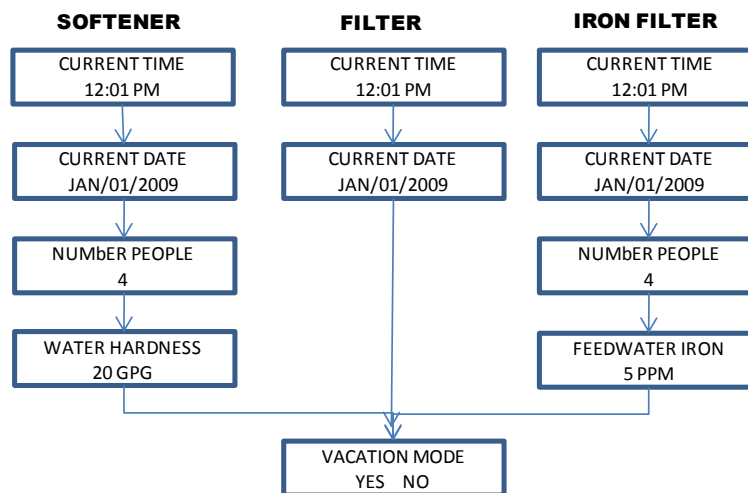 SOFTENER
CURRENT TIME
12:01 PM
CURRENT DATE
JAN/01/2009
NUMbER PEOPLE
4
WATER HARDNESS
20 GPG
FILTER
CURRENT TIME
12:01 PM
CURRENT DATE
JAN/01/2009
IRON FILTER
CURRENT TIME
12:01 PM
CURRENT DATE
JAN/01/2009
NUMbER PEOPLE
4
FEEDWATER IRON
5 PPM
VACATION MODE
YES NO